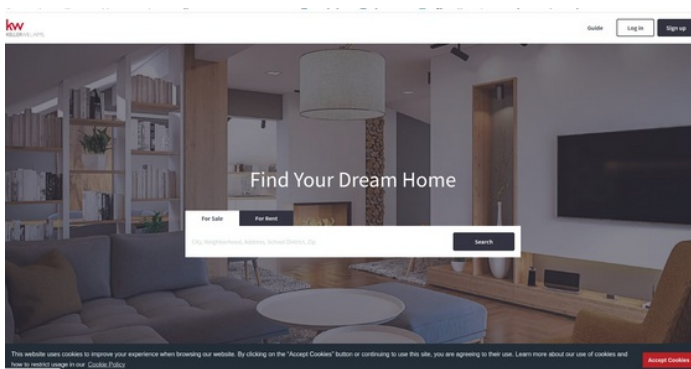 kw
KELLERWILLIAMS.
Guide
Log in
Sign up
Find Your Dream Home
For Sale
For Rent
City, Neighborhood, Address, School District, Zip
Search
This website uses cookies to improve your experience when browsing our website. By clicking on the "Accept Cookies" button or continuing to use this site, you are agreeing to their use. Learn more about our use of cookies and
how to restrict usage in our Cookie Policy
Accept Cookies